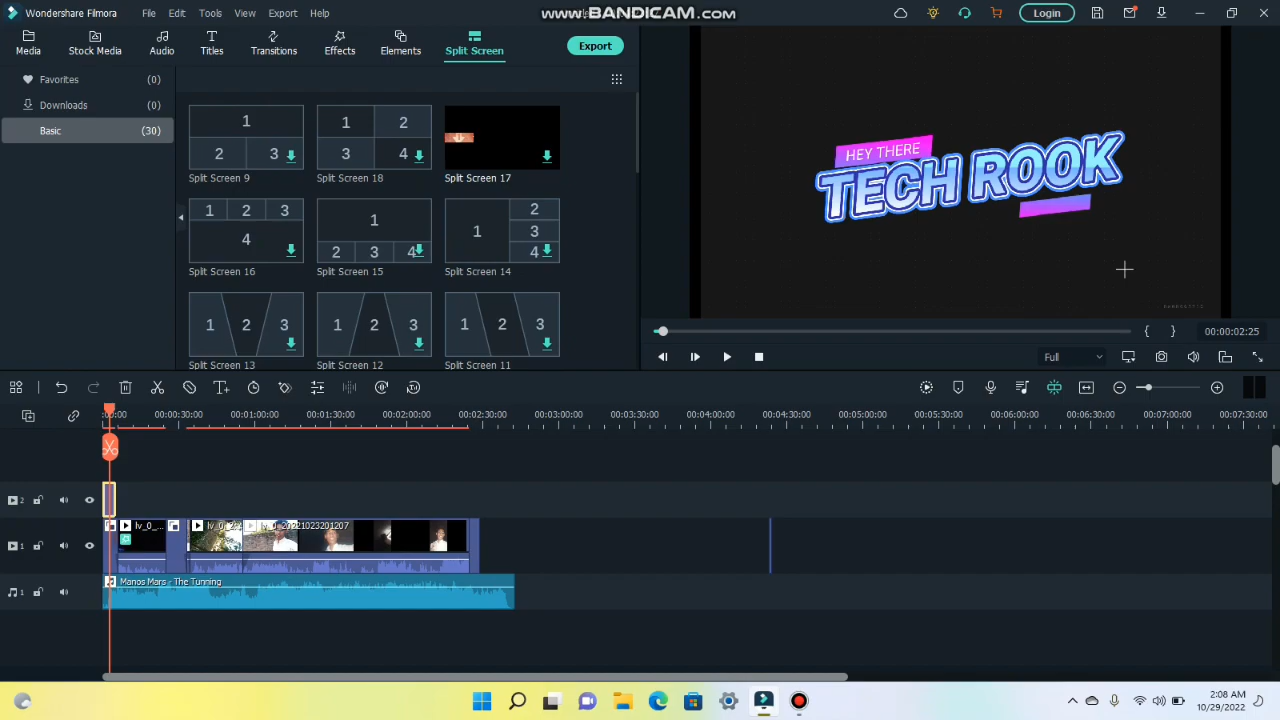 Wondershare Filmora
File
Edit
Tools
View
Export
Help
WWW.BANDICAM.COM
Login
Media
Stock Media
Audio
Titles
Transitions
Effects
Elements
Split Screen
Export
Favorites (0)
Downloads (0)
Basic (30)
1 2 3
Split Screen 9
1 2 3 4
Split Screen 18
Split Screen 17
1 2 3 4
Split Screen 16
1 2 3 4
Split Screen 15
1 2 3 4
Split Screen 14
1 2 3
Split Screen 13
1 2 3
Split Screen 12
1 2 3
Split Screen 11
HEY THERE
TECH ROOK
{ }
00:00:02:25
Full
:00:00 00:00:30:00 00:01:00:00 00:01:30:00 00:02:00:00 00:02:30:00 00:03:00:00 00:03:30:00 00:04:00:00 00:04:30:00 00:05:00:00 00:05:30:00 00:06:00:00 00:06:30:00 00:07:00:00 00:07:30:00
2
1
lv_0_...
lv_0_20221023201207
1
Manos Mars - The Tunning
2:08 AM
10/29/2022